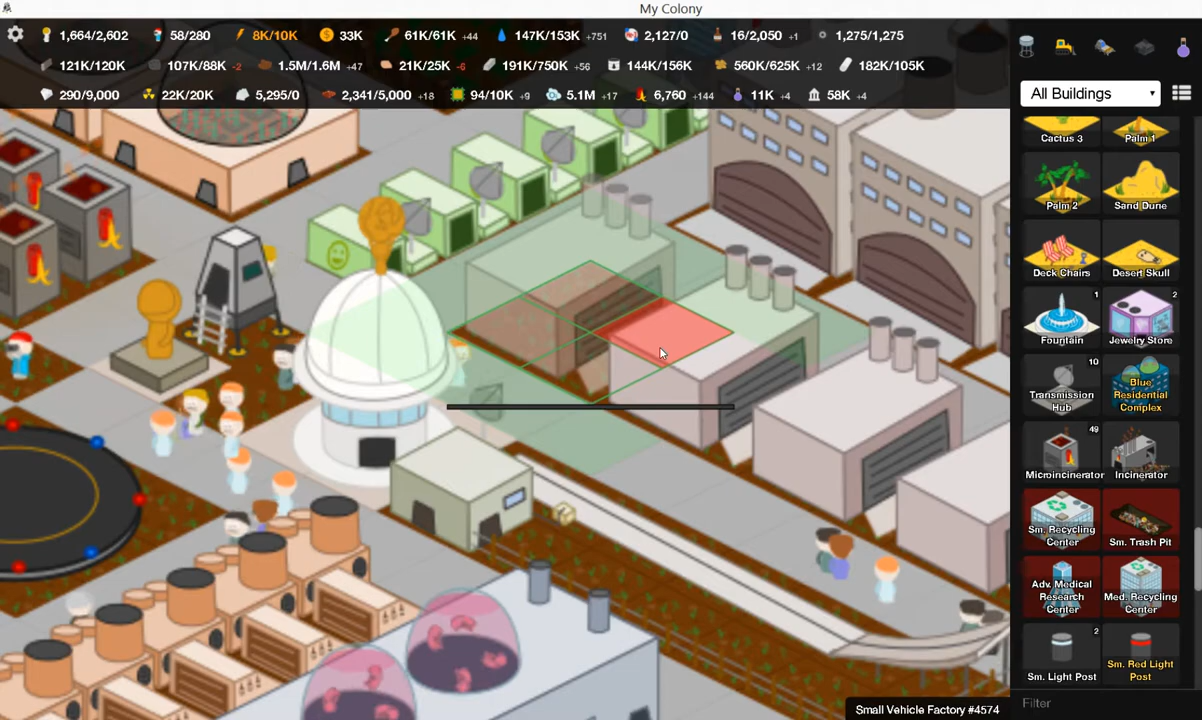 My Colony
1,664/2,602 58/280 8K/10K 33K 61K/61K +44 147K/153K +751 2,127/0 16/2,050 +1 1,275/1,275
121K/120K 107K/88K -2 1.5M/1.6M +47 21K/25K -6 191K/750K +56 144K/156K 560K/625K +12 182K/105K
290/9,000 22K/20K 5,295/0 2,341/5,000 +18 94/10K +9 5.1M +17 6,760 +144 11K +4 58K +4
All Buildings
Cactus 3 Palm 1
Palm 2 Sand Dune
Deck Chairs Desert Skull
1 2
Fountain Jewelry Store
10
Transmission Hub
Blue Residential Complex
49
Microincinerator Incinerator
Sm. Recycling Center
Sm. Trash Pit
Adv. Medical Research Center
Med. Recycling Center
2
Sm. Light Post
Sm. Red Light Post
Filter
Small Vehicle Factory #4574